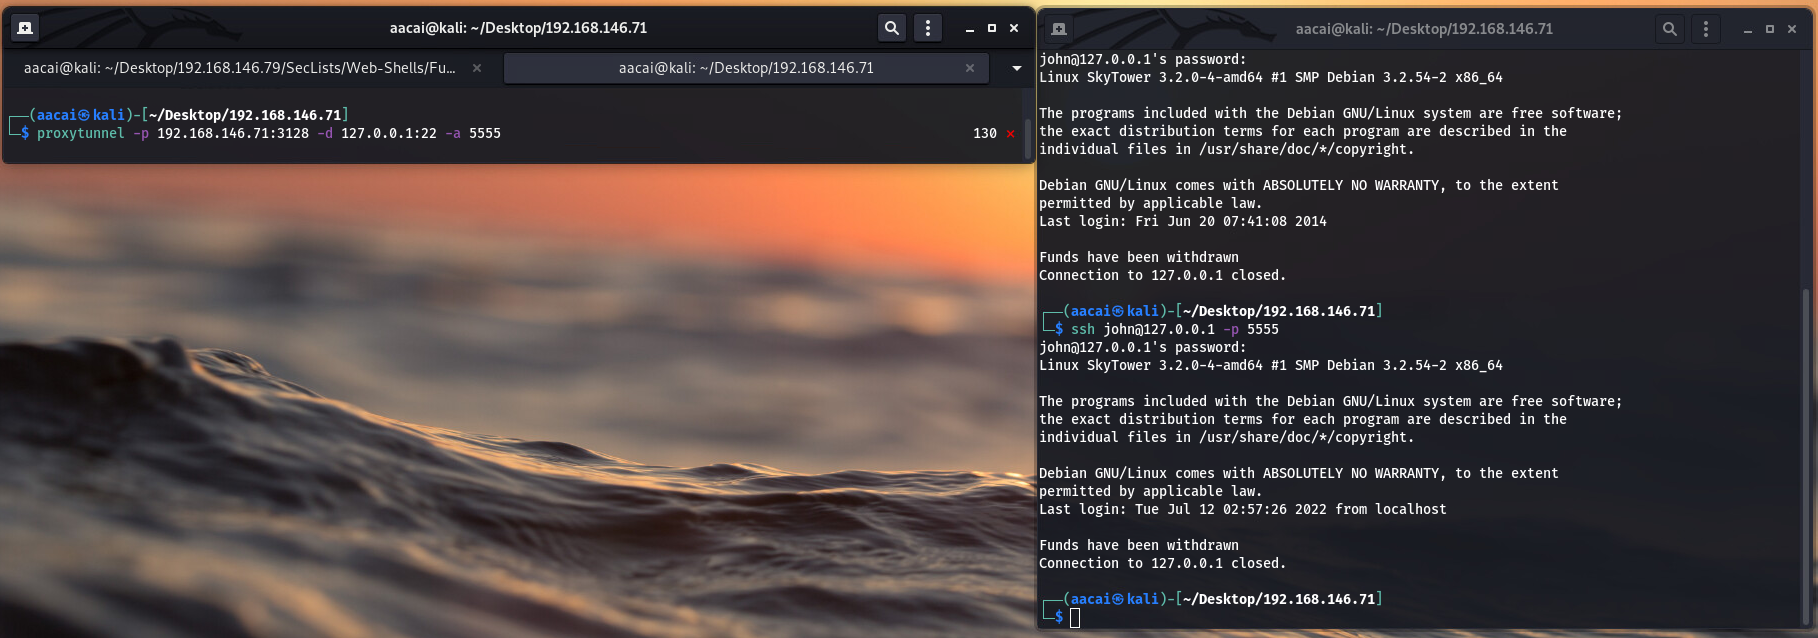 aacai@kali: ~/Desktop/192.168.146.71
aacai@kali: ~/Desktop/192.168.146.79/SecLists/Web-Shells/Fu...
aacai@kali: ~/Desktop/192.168.146.71
┌──(aacai㉿kali)-[~/Desktop/192.168.146.71]
└─$ proxytunnel -p 192.168.146.71:3128 -d 127.0.0.1:22 -a 5555 130 ⨯
aacai@kali: ~/Desktop/192.168.146.71
john@127.0.0.1's password:
Linux SkyTower 3.2.0-4-amd64 #1 SMP Debian 3.2.54-2 x86_64
The programs included with the Debian GNU/Linux system are free software;
the exact distribution terms for each program are described in the
individual files in /usr/share/doc/*/copyright.
Debian GNU/Linux comes with ABSOLUTELY NO WARRANTY, to the extent
permitted by applicable law.
Last login: Fri Jun 20 07:41:08 2014
Funds have been withdrawn
Connection to 127.0.0.1 closed.
┌──(aacai㉿kali)-[~/Desktop/192.168.146.71]
└─$ ssh john@127.0.0.1 -p 5555
john@127.0.0.1's password:
Linux SkyTower 3.2.0-4-amd64 #1 SMP Debian 3.2.54-2 x86_64
The programs included with the Debian GNU/Linux system are free software;
the exact distribution terms for each program are described in the
individual files in /usr/share/doc/*/copyright.
Debian GNU/Linux comes with ABSOLUTELY NO WARRANTY, to the extent
permitted by applicable law.
Last login: Tue Jul 12 02:57:26 2022 from localhost
Funds have been withdrawn
Connection to 127.0.0.1 closed.
┌──(aacai㉿kali)-[~/Desktop/192.168.146.71]
└─$